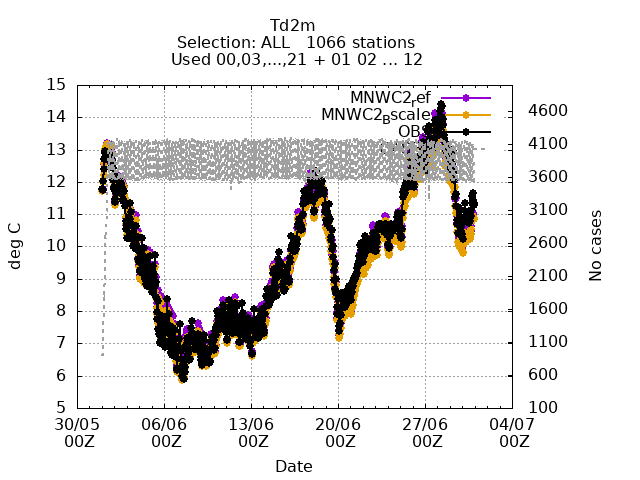 Td2m
Selection: ALL   1066 stations
Used 00,03,...,21 + 01 02 ... 12
15
14
13
12
11
10
9
8
7
6
5
deg C
MNWC2ref
MNWC2Bscale
OBS
4600
4100
3600
3100
2600
2100
1600
1100
600
100
No cases
30/05 06/06 13/06 20/06 27/06 04/07
00Z 00Z 00Z 00Z 00Z 00Z
Date